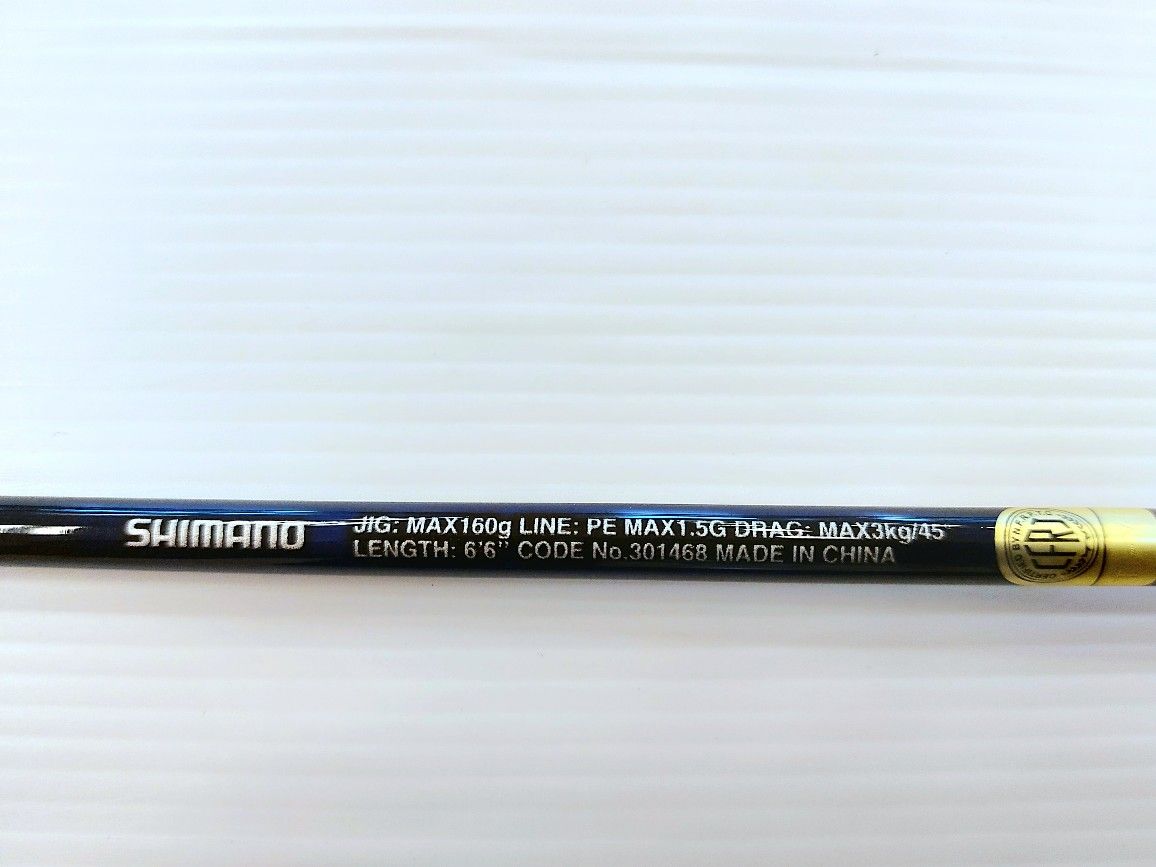 SHIMANO
JIG: MAX160g LINE: PE MAX1.5G DRAG: MAX3kg/45°
LENGTH: 6'6" CODE No.301468 MADE IN CHINA